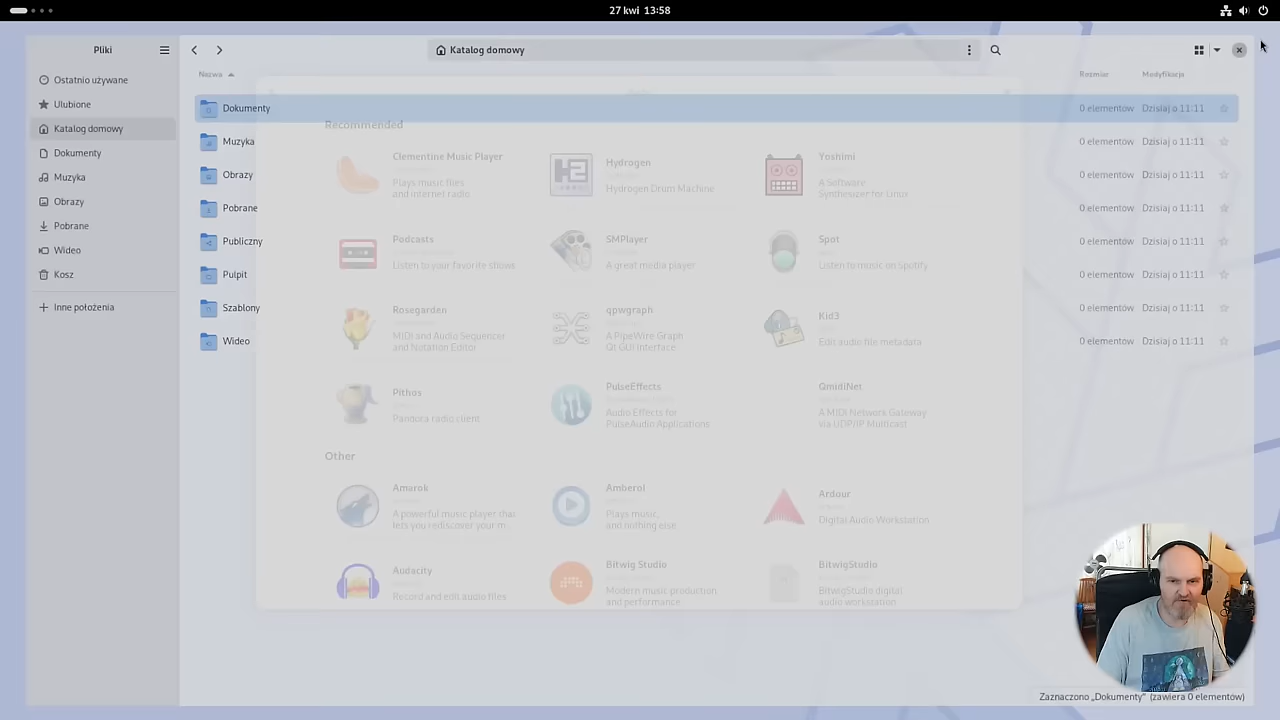 27 kwi 13:58
Pliki
Katalog domowy
Ostatnio używane
Ulubione
Katalog domowy
Dokumenty
Muzyka
Obrazy
Pobrane
Wideo
Kosz
Inne położenia
Nazwa
Rozmiar
Modyfikacja
Dokumenty
0 elementów
Dzisiaj o 11:11
Muzyka
0 elementów
Dzisiaj o 11:11
Obrazy
0 elementów
Dzisiaj o 11:11
Pobrane
0 elementów
Dzisiaj o 11:11
Publiczny
0 elementów
Dzisiaj o 11:11
Pulpit
0 elementów
Dzisiaj o 11:11
Szablony
0 elementów
Dzisiaj o 11:11
Wideo
0 elementów
Dzisiaj o 11:11
Recommended
Clementine Music Player
Plays music files
and internet radio
Hydrogen
Hydrogen Drum Machine
Yoshimi
A Software
Synthesiser for Linux
Podcasts
Listen to your favorite shows
SMPlayer
A great media player
Spot
Listen to music on Spotify
Rosegarden
MIDI and Audio Sequencer
and Notation Editor
qpwgraph
A PipeWire Graph
Qt GUI Interface
Kid3
Edit audio file metadata
Pithos
Pandora radio client
PulseEffects
Audio Effects for
PulseAudio Applications
QmidiNet
A MIDI Network Gateway
via UDP/IP Multicast
Other
Amarok
A powerful music player that
lets you rediscover your m
Amberol
Plays music,
and nothing else
Ardour
Digital Audio Workstation
Audacity
Record and edit audio files
Bitwig Studio
Modern music production
and performance
BitwigStudio
BitwigStudio digital
audio workstation
Zaznaczono „Dokumenty” (zawiera 0 elementów)